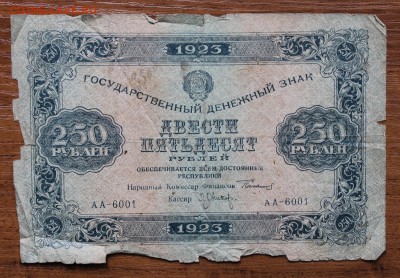 1923
ГОСУДАРСТВЕННЫЙ ДЕНЕЖНЫЙ ЗНАК
250
РУБЛЕЙ
ДВЕСТИ
ПЯТЬДЕСЯТ
РУБЛЕЙ
250
РУБЛЕЙ
ОБЕСПЕЧИВАЕТСЯ ВСЕМ ДОСТОЯНИЕМ
РЕСПУБЛИКИ
Народный Комиссар Финансов
Кассир
АА-6001
АА-6001
1923